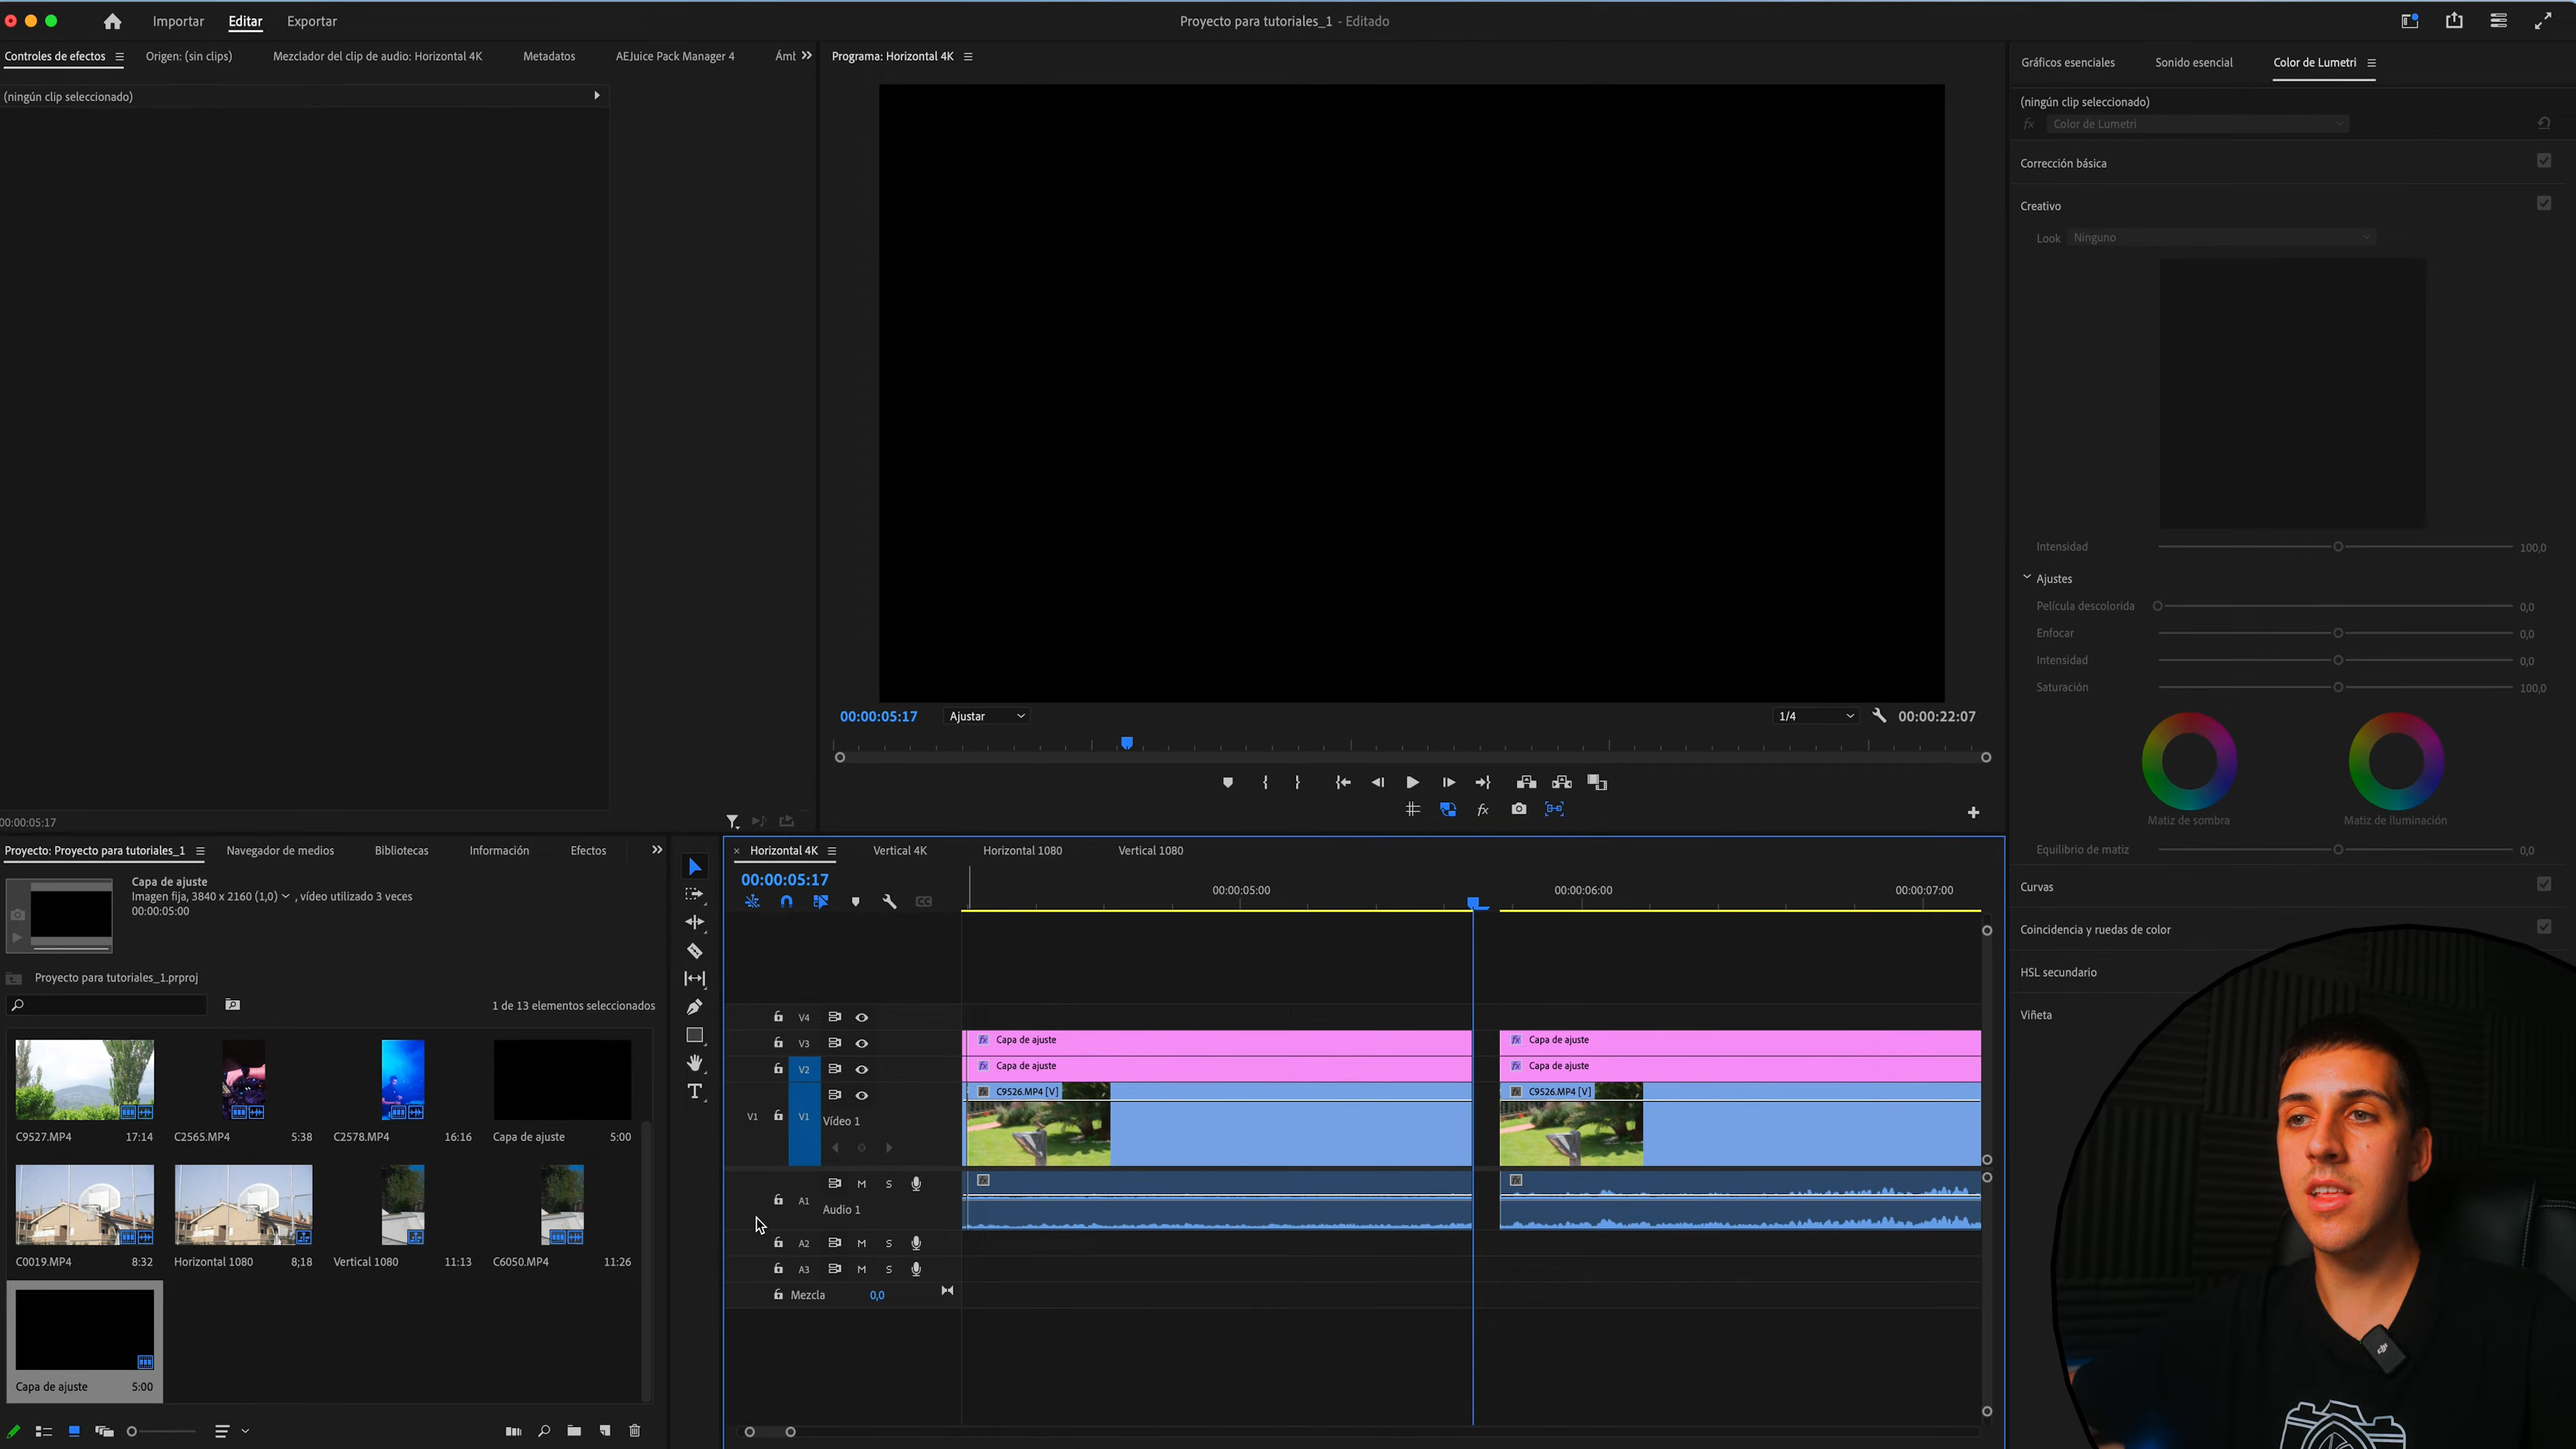 Importar Editar Exportar
Proyecto para tutoriales_1 - Editado
Controles de efectos Origen: (sin clips) Mezclador del clip de audio: Horizontal 4K Metadatos AEJuice Pack Manager 4 Ámt
Programa: Horizontal 4K
Gráficos esenciales Sonido esencial Color de Lumetri
(ningún clip seleccionado)
(ningún clip seleccionado)
fx Color de Lumetri
Corrección básica
Creativo
Look Ninguno
Intensidad 100,0
Ajustes
Película descolorida 0,0
Enfocar 0,0
Intensidad 0,0
Saturación 100,0
Matiz de sombra Matiz de iluminación
Equilibrio de matiz 0,0
Curvas
Coincidencia y ruedas de color
HSL secundario
Viñeta
00:00:05:17 Ajustar 1/4 00:00:22:07
fx
00:00:05:17
Proyecto: Proyecto para tutoriales_1 Navegador de medios Bibliotecas Información Efectos
Capa de ajuste
Imagen fija, 3840 x 2160 (1,0) , vídeo utilizado 3 veces
00:00:05:00
Proyecto para tutoriales_1.prproj
1 de 13 elementos seleccionados
C9527.MP4 17:14 C2565.MP4 5:38 C2578.MP4 16:16 Capa de ajuste 5:00
C0019.MP4 8:32 Horizontal 1080 8;18 Vertical 1080 11:13 C6050.MP4 11:26
Capa de ajuste 5:00
Horizontal 4K Vertical 4K Horizontal 1080 Vertical 1080
00:00:05:17
00:00:05:00 00:00:06:00 00:00:07:00
CC
V4
V3 fx Capa de ajuste fx Capa de ajuste
V2 fx Capa de ajuste fx Capa de ajuste
fx C9526.MP4 [V] fx C9526.MP4 [V]
V1 V1 Vídeo 1
M S
A1
Audio 1
A2 M S
A3 M S
Mezcla 0,0
T